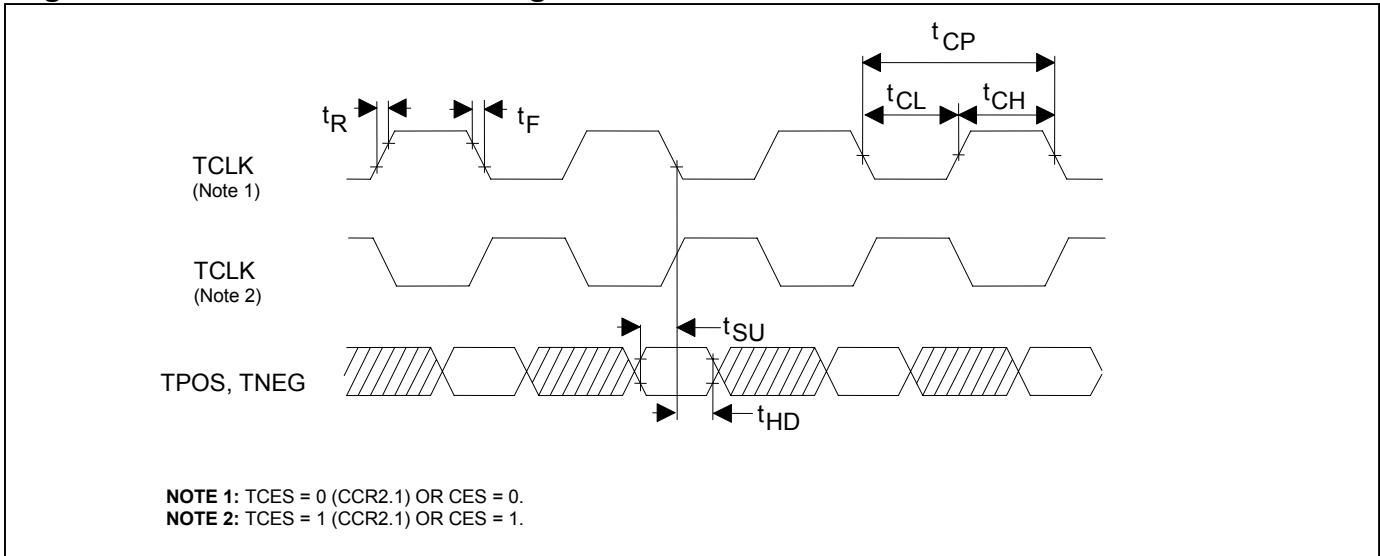 tCP
tCL
tCH
tR
tF
TCLK
(Note 1)
TCLK
(Note 2)
tSU
TPOS, TNEG
tHD
NOTE 1: TCES = 0 (CCR2.1) OR CES = 0.
NOTE 2: TCES = 1 (CCR2.1) OR CES = 1.